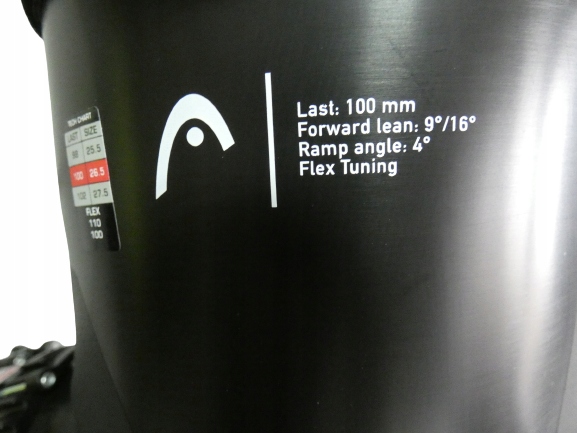 TECH CHART
LAST SIZE
98 25.5
100 26.5
102 27.5
FLEX
110
100
Last: 100 mm
Forward lean: 9°/16°
Ramp angle: 4°
Flex Tuning